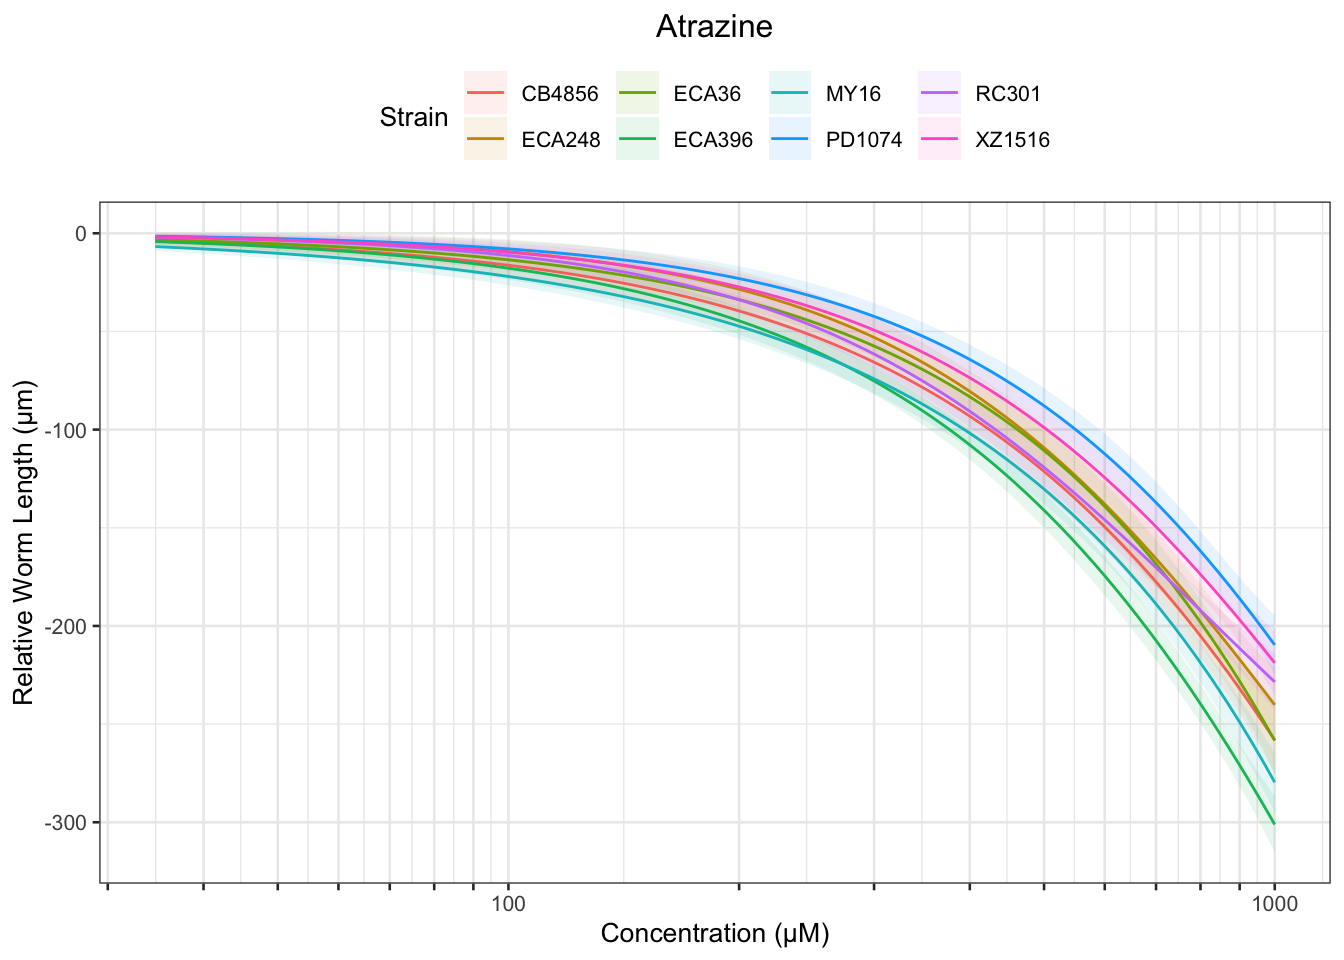 Atrazine
Strain
CB4856 ECA36 MY16 RC301
ECA248 ECA396 PD1074 XZ1516
Relative Worm Length (µm)
0
-100
-200
-300
100 1000
Concentration (µM)